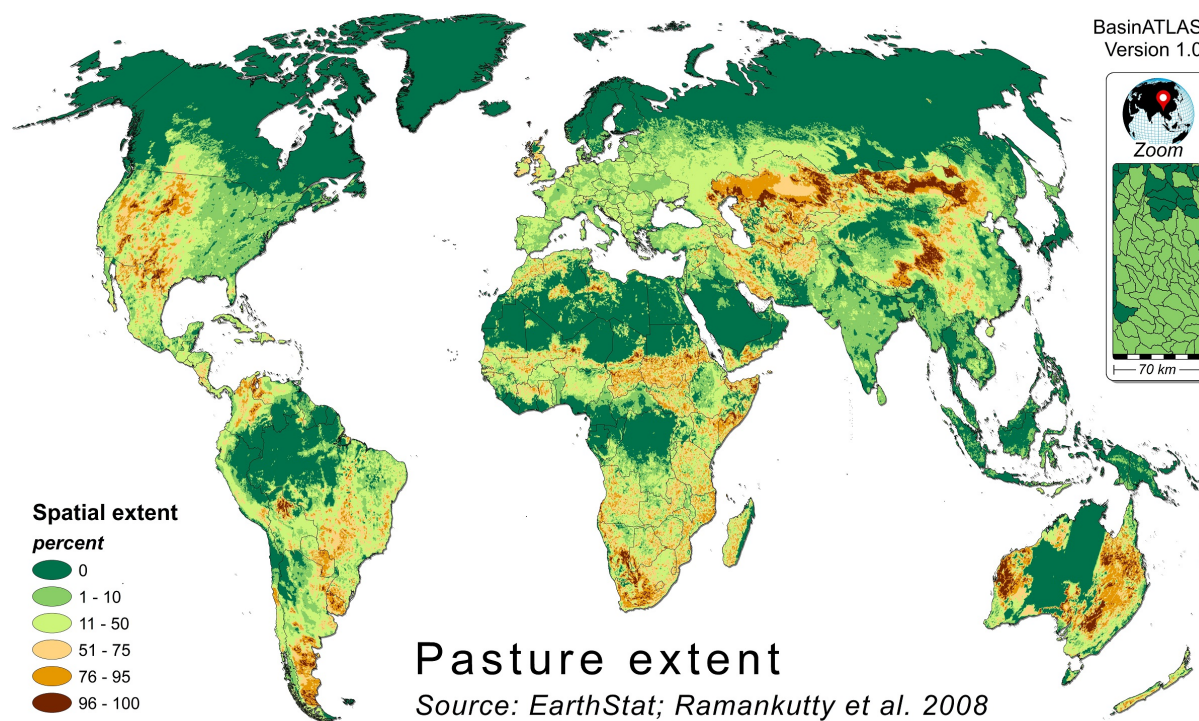 BasinATLAS
Version 1.0
Zoom
70 km
Spatial extent
percent
0
1 - 10
11 - 50
51 - 75
76 - 95
96 - 100
Pasture extent
Source: EarthStat; Ramankutty et al. 2008